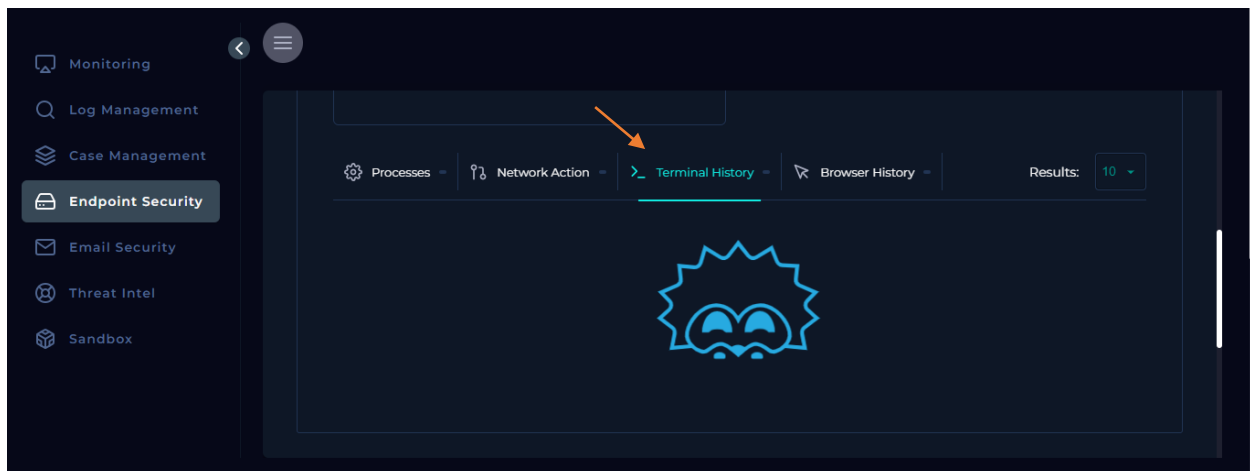 Monitoring
Log Management
Case Management
Endpoint Security
Email Security
Threat Intel
Sandbox
Processes - Network Action - >_ Terminal History - Browser History - Results: 10